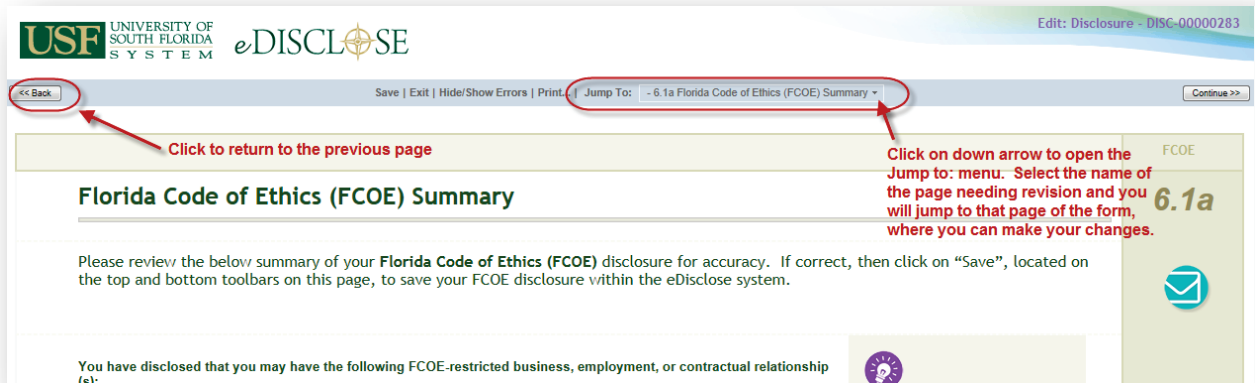 USF UNIVERSITY OF
SOUTH FLORIDA
SYSTEM
eDISCLOSE
Edit: Disclosure - DISC-00000283
<< Back
Save | Exit | Hide/Show Errors | Print... | Jump To: - 6.1a Florida Code of Ethics (FCOE) Summary
Continue >>
Click to return to the previous page
Click on down arrow to open the
Jump to: menu. Select the name of
the page needing revision and you
will jump to that page of the form,
where you can make your changes.
FCOE
6.1a
Florida Code of Ethics (FCOE) Summary
Please review the below summary of your Florida Code of Ethics (FCOE) disclosure for accuracy. If correct, then click on “Save”, located on
the top and bottom toolbars on this page, to save your FCOE disclosure within the eDisclose system.
You have disclosed that you may have the following FCOE-restricted business, employment, or contractual relationship
(s):